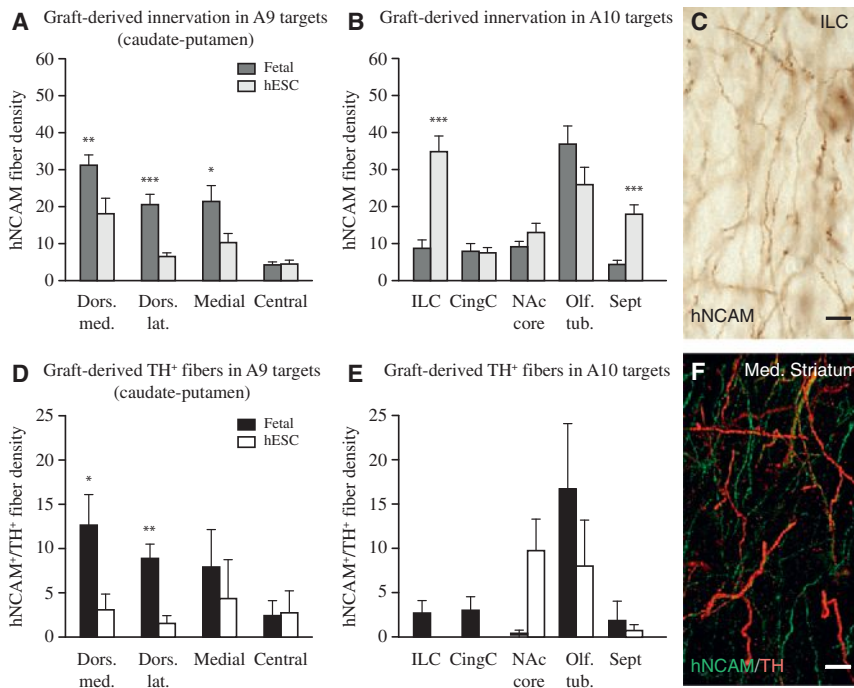 A Graft-derived innervation in A9 targets
(caudate-putamen)
hNCAM fiber density
60
50
40
30
20
10
0
Fetal
hESC
**
***
*
Dors. med.
Dors. lat.
Medial
Central
B Graft-derived innervation in A10 targets
hNCAM fiber density
60
50
40
30
20
10
0
***
***
ILC
CingC
NAc core
Olf. tub.
Sept
C ILC
hNCAM
D Graft-derived TH⁺ fibers in A9 targets
(caudate-putamen)
hNCAM⁺/TH⁺ fiber density
25
20
15
10
5
0
Fetal
hESC
*
**
Dors. med.
Dors. lat.
Medial
Central
E Graft-derived TH⁺ fibers in A10 targets
hNCAM⁺/TH⁺ fiber density
25
20
15
10
5
0
ILC
CingC
NAc core
Olf. tub.
Sept
F Med. Striatum
hNCAM/TH